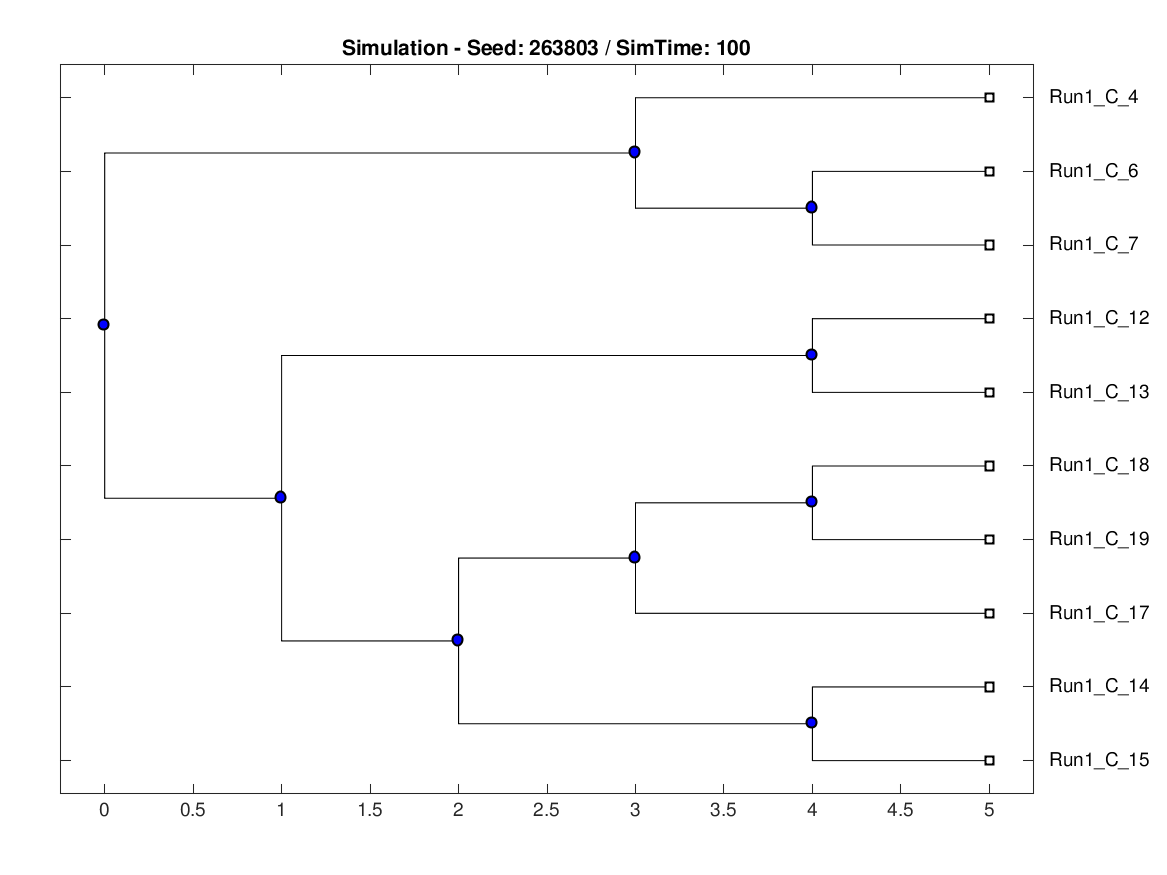 Simulation - Seed: 263803 / SimTime: 100
Run1_C_4
Run1_C_6
Run1_C_7
Run1_C_12
Run1_C_13
Run1_C_18
Run1_C_19
Run1_C_17
Run1_C_14
Run1_C_15
0 0.5 1 1.5 2 2.5 3 3.5 4 4.5 5